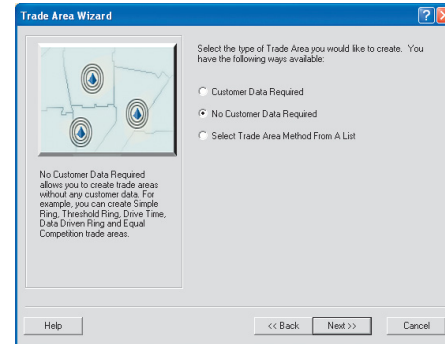 Trade Area Wizard
Select the type of Trade Area you would like to create. You
have the following ways available:
Customer Data Required
No Customer Data Required
Select Trade Area Method From A List
No Customer Data Required
allows you to create trade areas
without any customer data. For
example, you can create Simple
Ring, Threshold Ring, Drive Time,
Data Driven Ring and Equal
Competition trade areas.
Help
<< Back
Next >>
Cancel